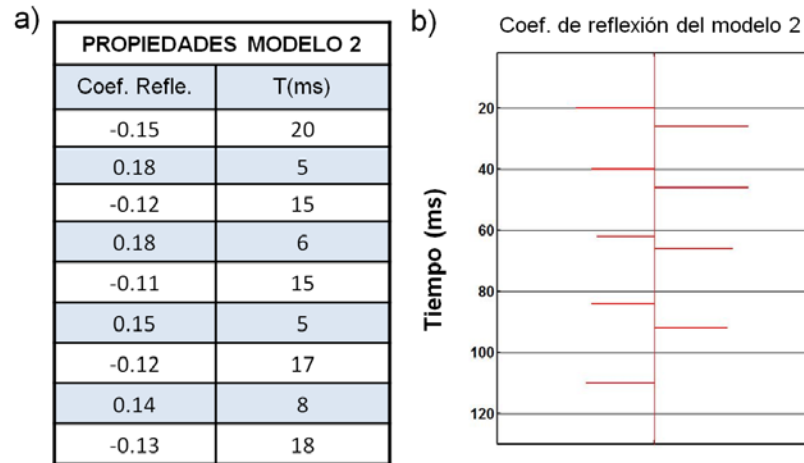 a)
PROPIEDADES MODELO 2
Coef. Refle. T(ms)
-0.15 20
0.18 5
-0.12 15
0.18 6
-0.11 15
0.15 5
-0.12 17
0.14 8
-0.13 18
b)
Coef. de reflexión del modelo 2
Tiempo (ms)
20
40
60
80
100
120